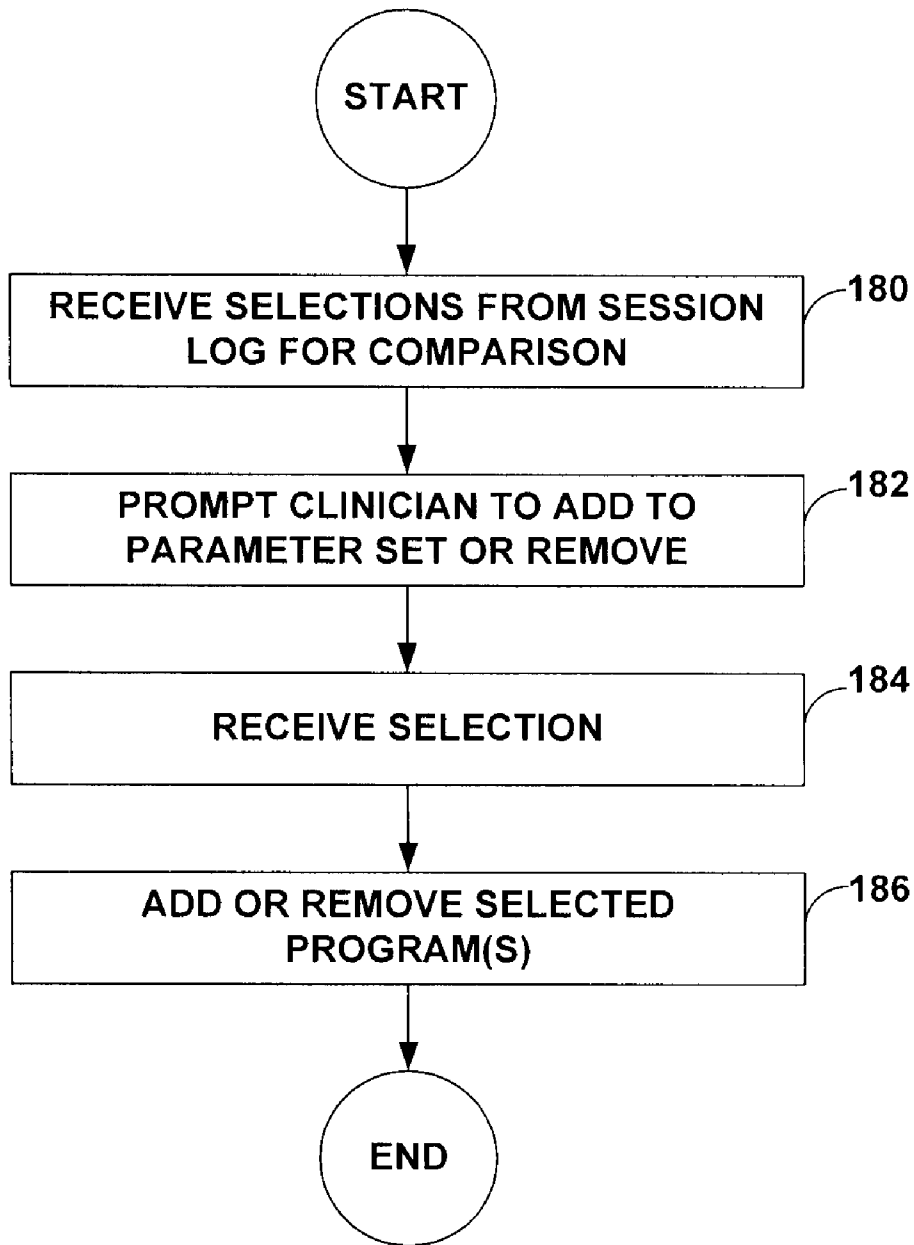 START
RECEIVE SELECTIONS FROM SESSION
LOG FOR COMPARISON
180
PROMPT CLINICIAN TO ADD TO
PARAMETER SET OR REMOVE
182
RECEIVE SELECTION
184
ADD OR REMOVE SELECTED
PROGRAM(S)
186
END